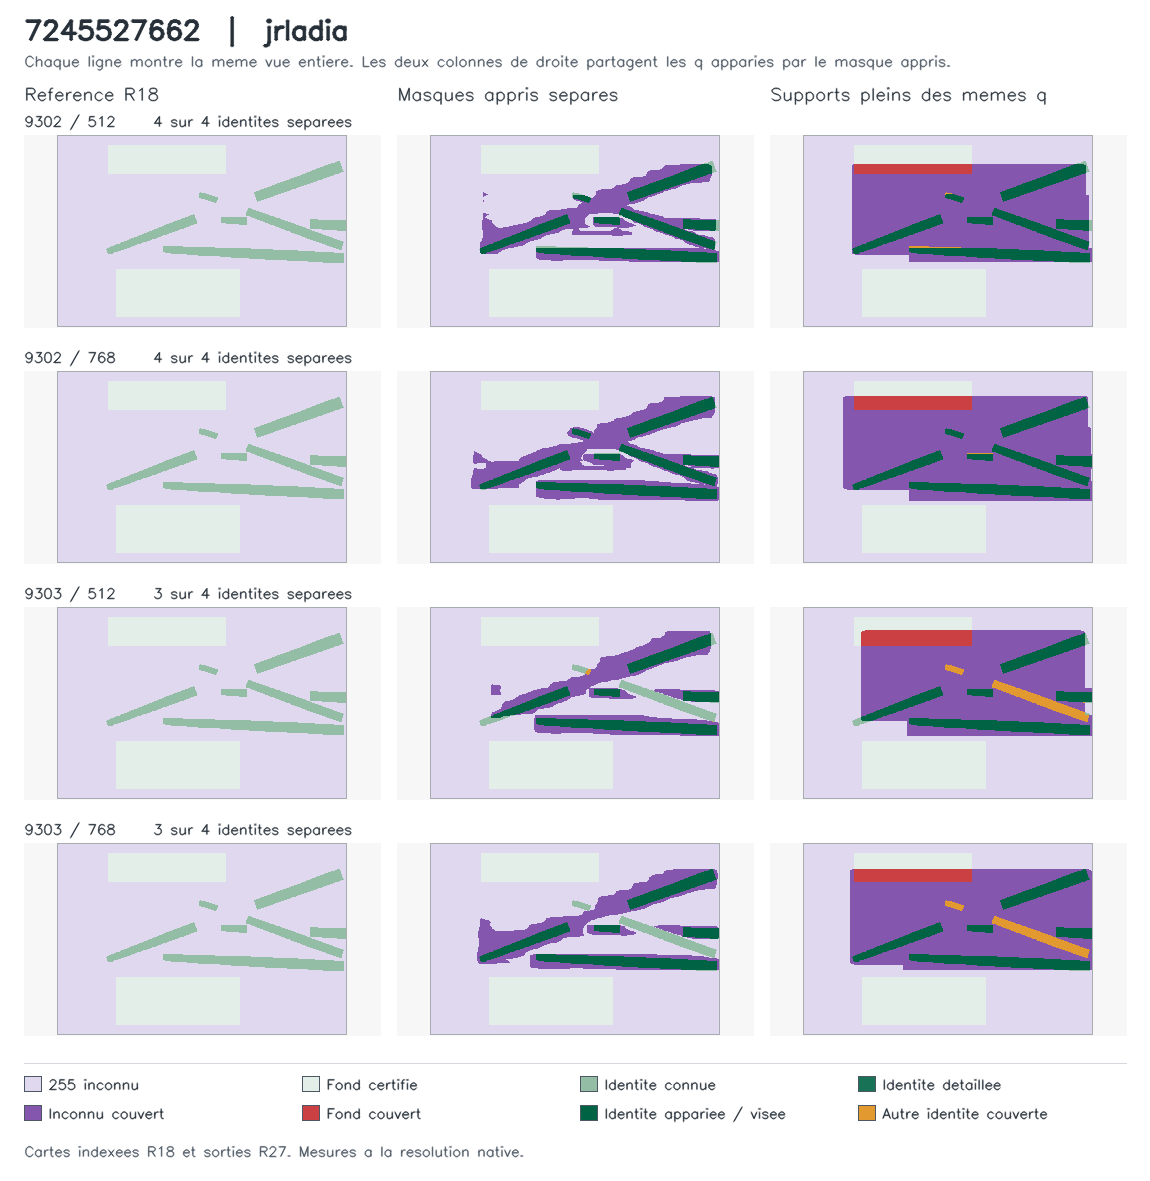 7245527662 | jrladia
Chaque ligne montre la meme vue entiere. Les deux colonnes de droite partagent les q apparies par le masque appris.
Reference R18
Masques appris separes
Supports pleins des memes q
9302 / 512 4 sur 4 identites separees
9302 / 768 4 sur 4 identites separees
9303 / 512 3 sur 4 identites separees
9303 / 768 3 sur 4 identites separees
255 inconnu
Fond certifie
Identite connue
Identite detaillee
Inconnu couvert
Fond couvert
Identite appariee / visee
Autre identite couverte
Cartes indexees R18 et sorties R27. Mesures a la resolution native.